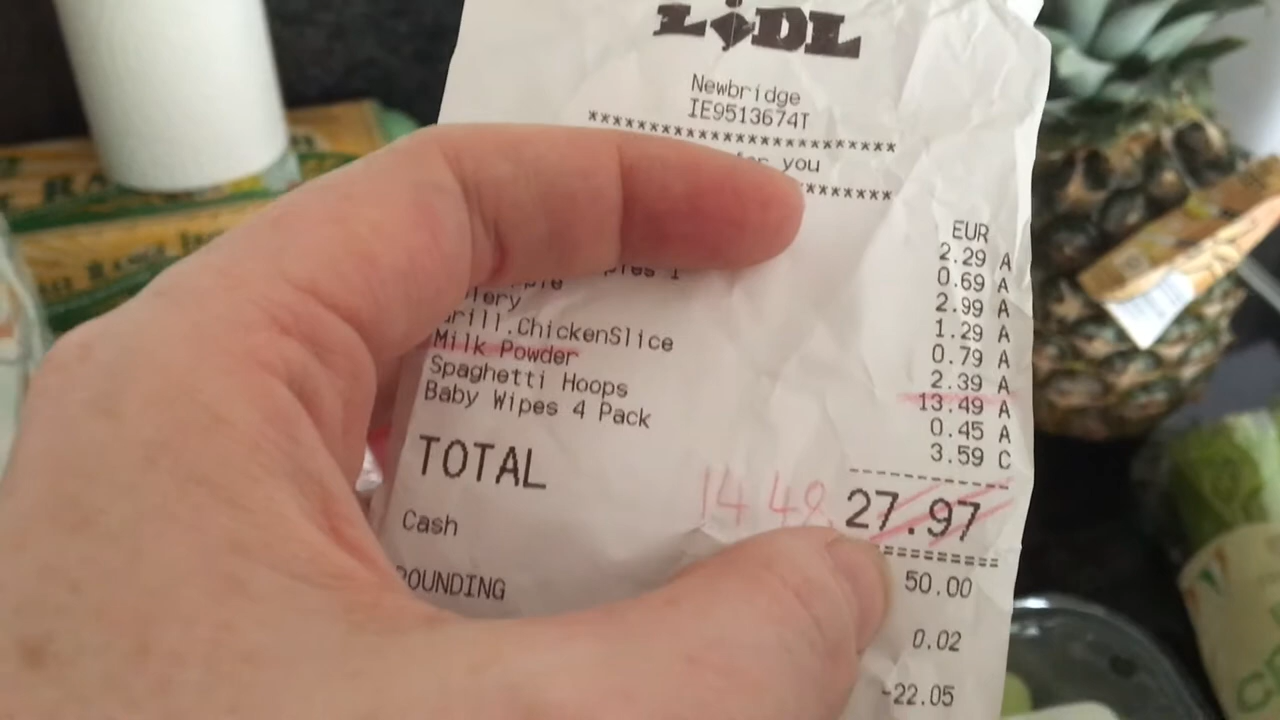 LIDL
Newbridge
IE9513674T
************************
for you
*******
EUR
2.29 A
0.69 A
2.99 A
1.29 A
0.79 A
ChickenSlice 2.39 A
Milk Powder 13.49 A
Spaghetti Hoops 0.45 A
Baby Wipes 4 Pack 3.59 C
TOTAL 14 48 27.97
Cash 50.00
ROUNDING 0.02
-22.05